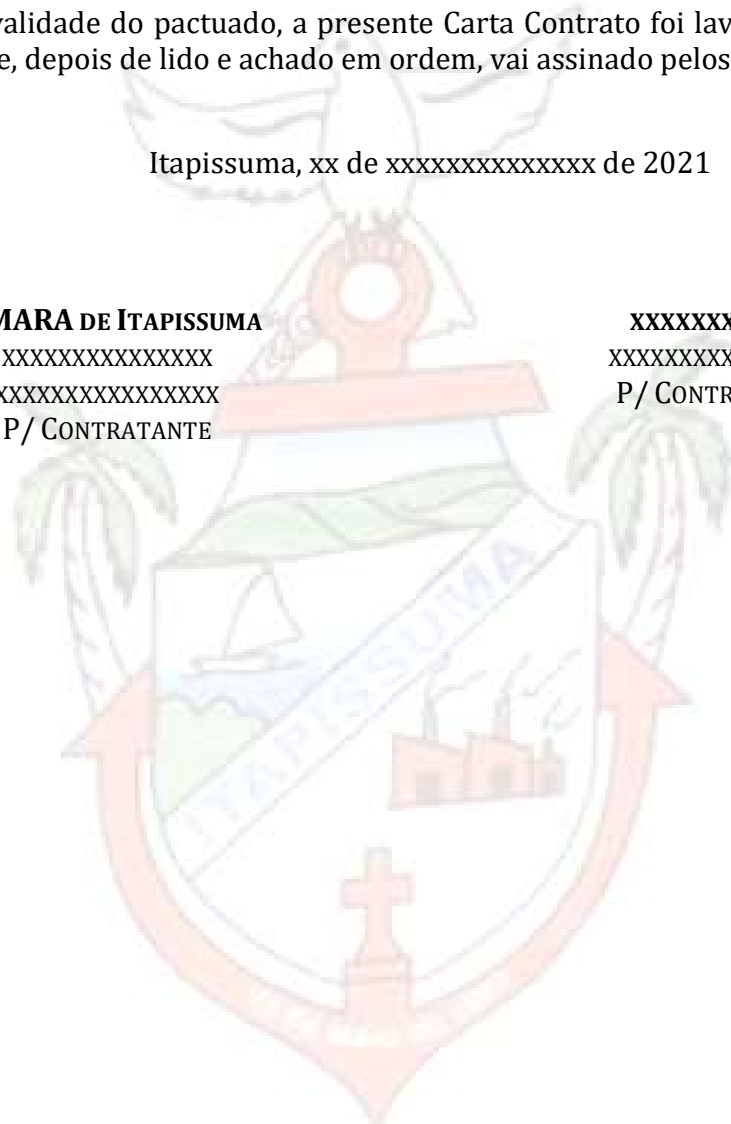 validade do pactuado, a presente Carta Contrato foi lav
e, depois de lido e achado em ordem, vai assinado pelos
Itapissuma, xx de xxxxxxxxxxxxxx de 2021
MARA DE ITAPISSUMA
xxxxxxxxxxxxxxx
xxxxxxxxxxxxxxxx
P/ CONTRATANTE
xxxxxxx
xxxxxxxxx
P/ CONTR
ITAPISSUMA